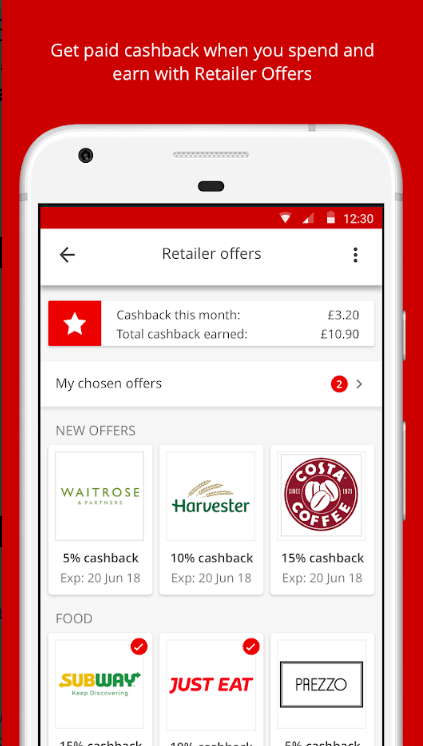 Get paid cashback when you spend and
earn with Retailer Offers
12:30
Retailer offers
Cashback this month: £3.20
Total cashback earned: £10.90
My chosen offers 2
NEW OFFERS
WAITROSE
& PARTNERS
Harvester
COSTA
SINCE 1971
COFFEE
5% cashback 10% cashback 15% cashback
Exp: 20 Jun 18 Exp: 20 Jun 18 Exp: 20 Jun 18
FOOD
SUBWAY
Keep Discovering
JUST EAT
PREZZO
15% cashback 10% cashback 5% cashback